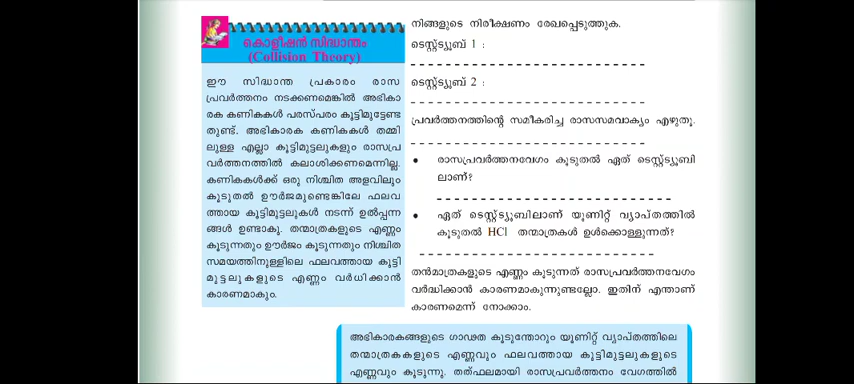 കൊളീഷൻ സിദ്ധാന്തം
(Collision Theory)
ഈ സിദ്ധാന്ത പ്രകാരം രാസ
പ്രവർത്തനം നടക്കണമെങ്കിൽ അഭികാ
രക കണികകൾ പരസ്പരം കൂട്ടിമുട്ടേണ്ട
തുണ്ട്. അഭികാരക കണികകൾ തമ്മി
ലുള്ള എല്ലാ കൂട്ടിമുട്ടലുകളും രാസപ്ര
വർത്തനത്തിൽ കലാശിക്കണമെന്നില്ല.
കണികകൾക്ക് ഒരു നിശ്ചിത അളവിലും
കൂടുതൽ ഊർജമുണ്ടെങ്കിലേ ഫലവ
ത്തായ കൂട്ടിമുട്ടലുകൾ നടന്ന് ഉൽപ്പന്ന
ങ്ങൾ ഉണ്ടാകൂ. തന്മാത്രകളുടെ എണ്ണം
കൂടുന്നതും ഊർജം കൂടുന്നതും നിശ്ചിത
സമയത്തിനുള്ളിലെ ഫലവത്തായ കൂട്ടി
മുട്ടലുകളുടെ എണ്ണം വർധിക്കാൻ
കാരണമാകും.
നിങ്ങളുടെ നിരീക്ഷണം രേഖപ്പെടുത്തുക.
ടെസ്റ്റ്ട്യൂബ് 1 :
ടെസ്റ്റ്ട്യൂബ് 2 :
പ്രവർത്തനത്തിന്റെ സമീകരിച്ച രാസസമവാക്യം എഴുതൂ.
• രാസപ്രവർത്തനവേഗം കൂടുതൽ ഏത് ടെസ്റ്റ്ട്യൂബി
ലാണ്?
• ഏത് ടെസ്റ്റ്ട്യൂബിലാണ് യൂണിറ്റ് വ്യാപ്തത്തിൽ
കൂടുതൽ HCl തന്മാത്രകൾ ഉൾക്കൊള്ളുന്നത്?
തൻമാത്രകളുടെ എണ്ണം കൂടുന്നത് രാസപ്രവർത്തനവേഗം
വർദ്ധിക്കാൻ കാരണമാകുന്നുണ്ടല്ലോ. ഇതിന് എന്താണ്
കാരണമെന്ന് നോക്കാം.
അഭികാരകങ്ങളുടെ ഗാഢത കൂടുന്തോറും യൂണിറ്റ് വ്യാപ്തത്തിലെ
തന്മാത്രകളുടെ എണ്ണവും ഫലവത്തായ കൂട്ടിമുട്ടലുകളുടെ
എണ്ണവും കൂടുന്നു. തത്ഫലമായി രാസപ്രവർത്തനം വേഗത്തിൽ